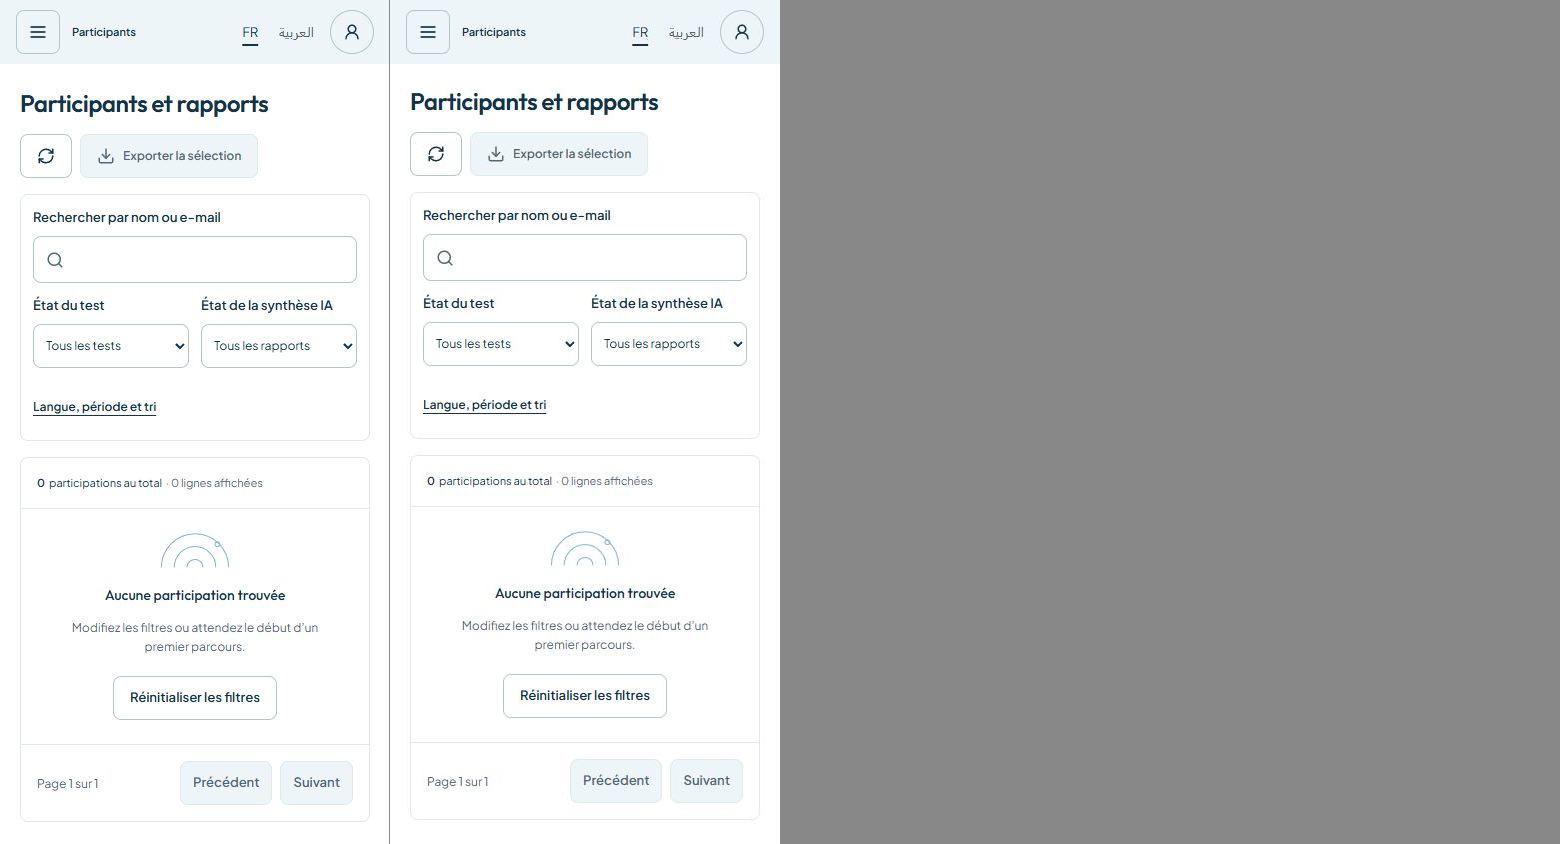 Participants FR العربية
Participants et rapports
Exporter la sélection
Rechercher par nom ou e-mail
État du test État de la synthèse IA
Tous les tests Tous les rapports
Langue, période et tri
0 participations au total · 0 lignes affichées
Aucune participation trouvée
Modifiez les filtres ou attendez le début d’un
premier parcours.
Réinitialiser les filtres
Page 1 sur 1 Précédent Suivant
Participants FR العربية
Participants et rapports
Exporter la sélection
Rechercher par nom ou e-mail
État du test État de la synthèse IA
Tous les tests Tous les rapports
Langue, période et tri
0 participations au total · 0 lignes affichées
Aucune participation trouvée
Modifiez les filtres ou attendez le début d’un
premier parcours.
Réinitialiser les filtres
Page 1 sur 1 Précédent Suivant